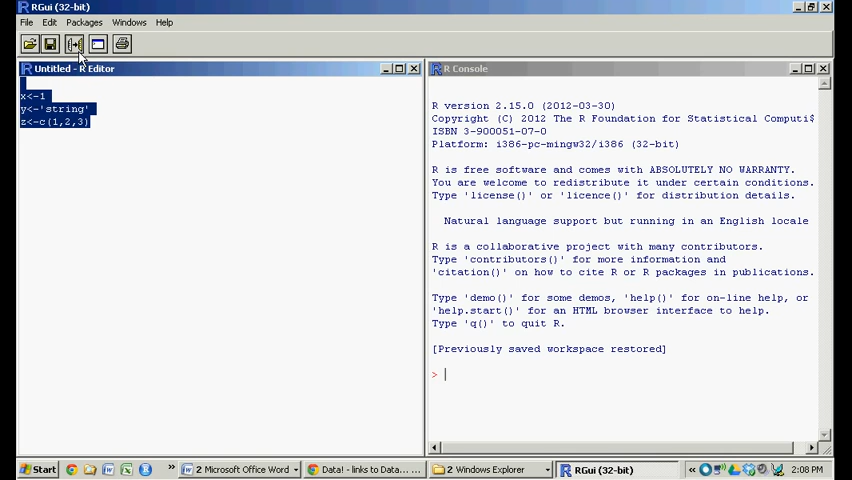 RGui (32-bit)
File Edit Packages Windows Help
Untitled - R Editor
x<-1
y<-'string'
z<-c(1,2,3)
R Console
R version 2.15.0 (2012-03-30)
Copyright (C) 2012 The R Foundation for Statistical Computi$
ISBN 3-900051-07-0
Platform: i386-pc-mingw32/i386 (32-bit)
R is free software and comes with ABSOLUTELY NO WARRANTY.
You are welcome to redistribute it under certain conditions.
Type 'license()' or 'licence()' for distribution details.
Natural language support but running in an English locale
R is a collaborative project with many contributors.
Type 'contributors()' for more information and
'citation()' on how to cite R or R packages in publications.
Type 'demo()' for some demos, 'help()' for on-line help, or
'help.start()' for an HTML browser interface to help.
Type 'q()' to quit R.
[Previously saved workspace restored]
>
Start » 2 Microsoft Office Word Data! - links to Data... ... 2 Windows Explorer RGui (32-bit) « 2:08 PM